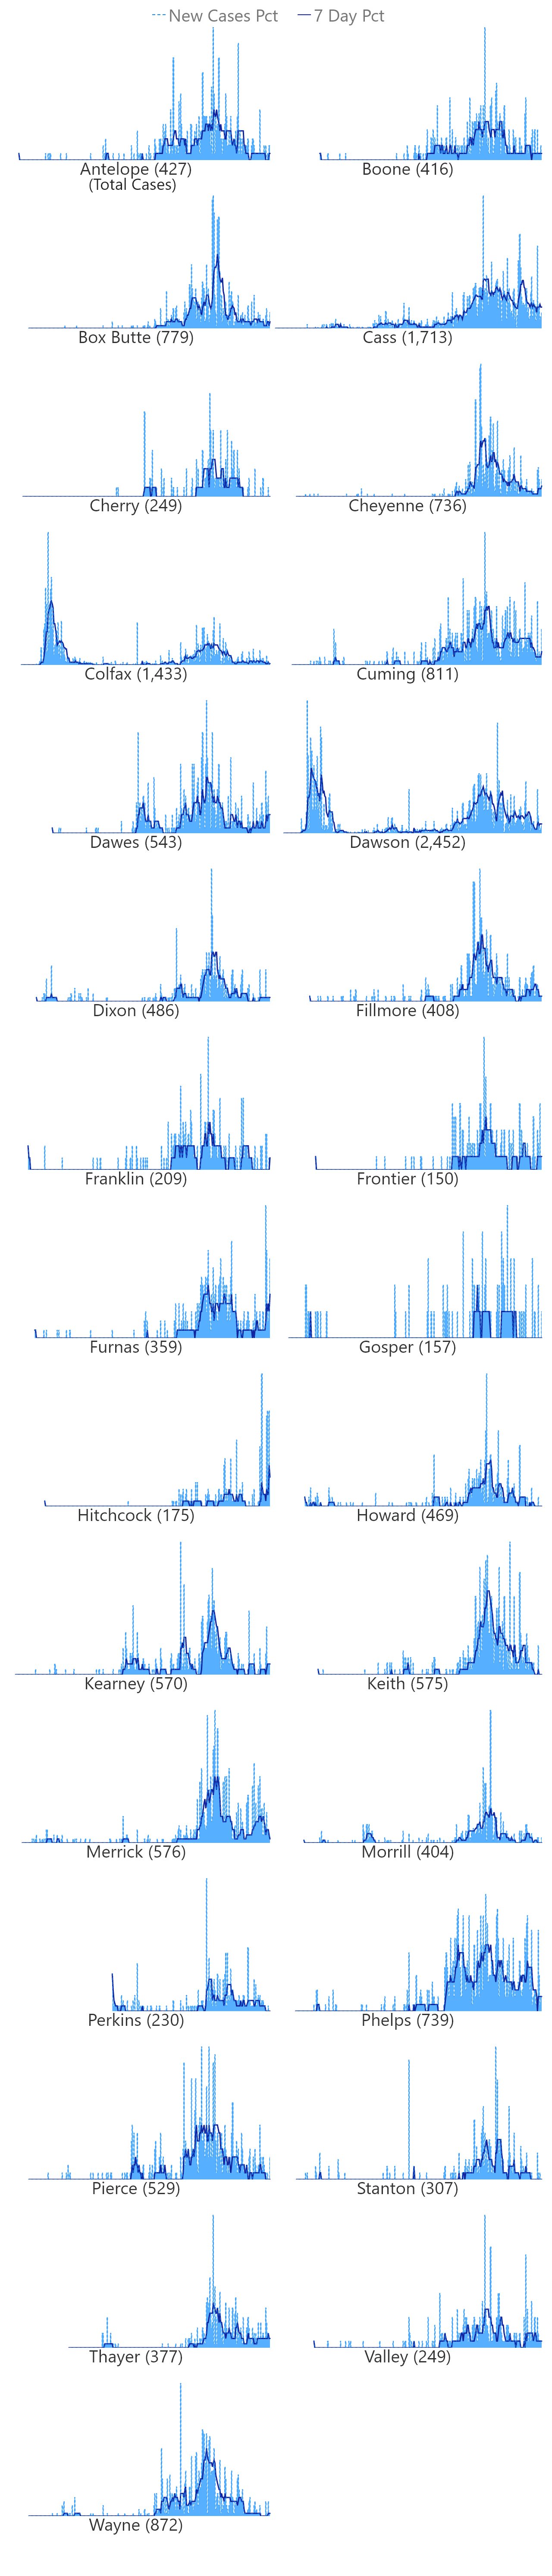 New Cases Pct 7 Day Pct
Antelope (427) Boone (416)
(Total Cases)
Box Butte (779) Cass (1,713)
Cherry (249) Cheyenne (736)
Colfax (1,433) Cuming (811)
Dawes (543) Dawson (2,452)
Dixon (486) Fillmore (408)
Franklin (209) Frontier (150)
Furnas (359) Gosper (157)
Hitchcock (175) Howard (469)
Kearney (570) Keith (575)
Merrick (576) Morrill (404)
Perkins (230) Phelps (739)
Pierce (529) Stanton (307)
Thayer (377) Valley (249)
Wayne (872)